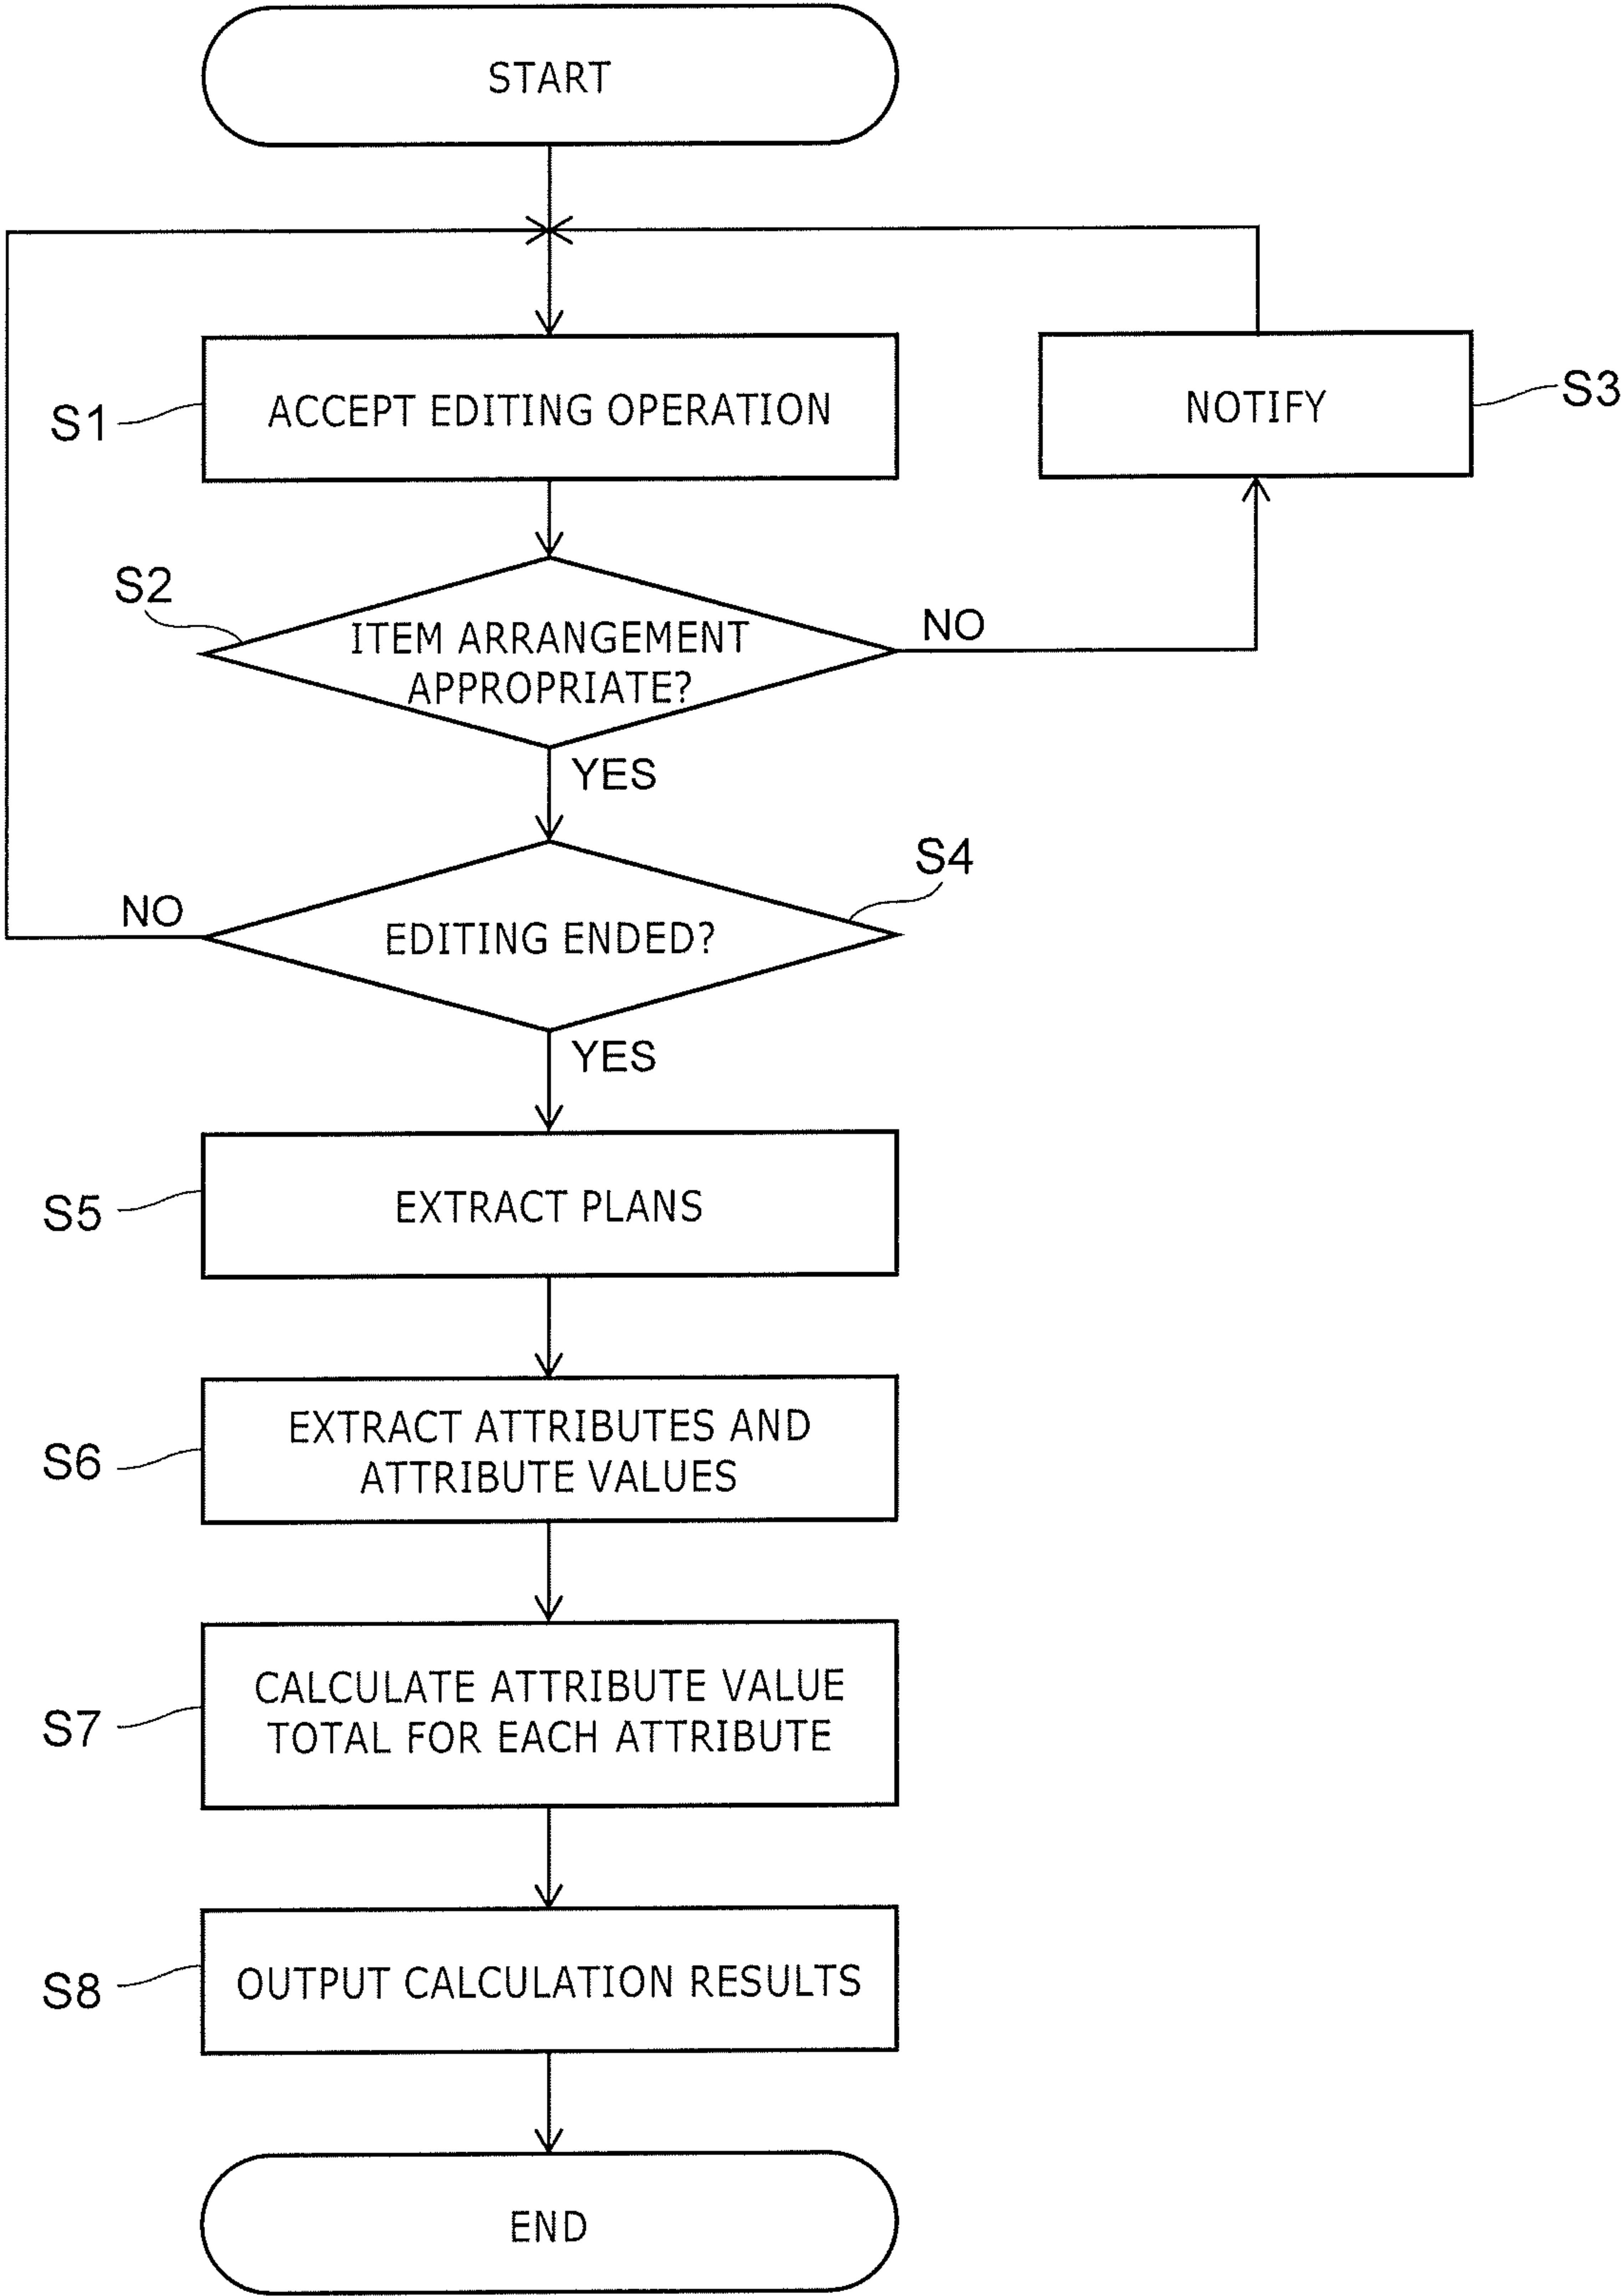 START
S1
ACCEPT EDITING OPERATION
NOTIFY
S3
S2
ITEM ARRANGEMENT
APPROPRIATE?
NO
YES
S4
NO
EDITING ENDED?
YES
S5
EXTRACT PLANS
S6
EXTRACT ATTRIBUTES AND
ATTRIBUTE VALUES
S7
CALCULATE ATTRIBUTE VALUE
TOTAL FOR EACH ATTRIBUTE
S8
OUTPUT CALCULATION RESULTS
END